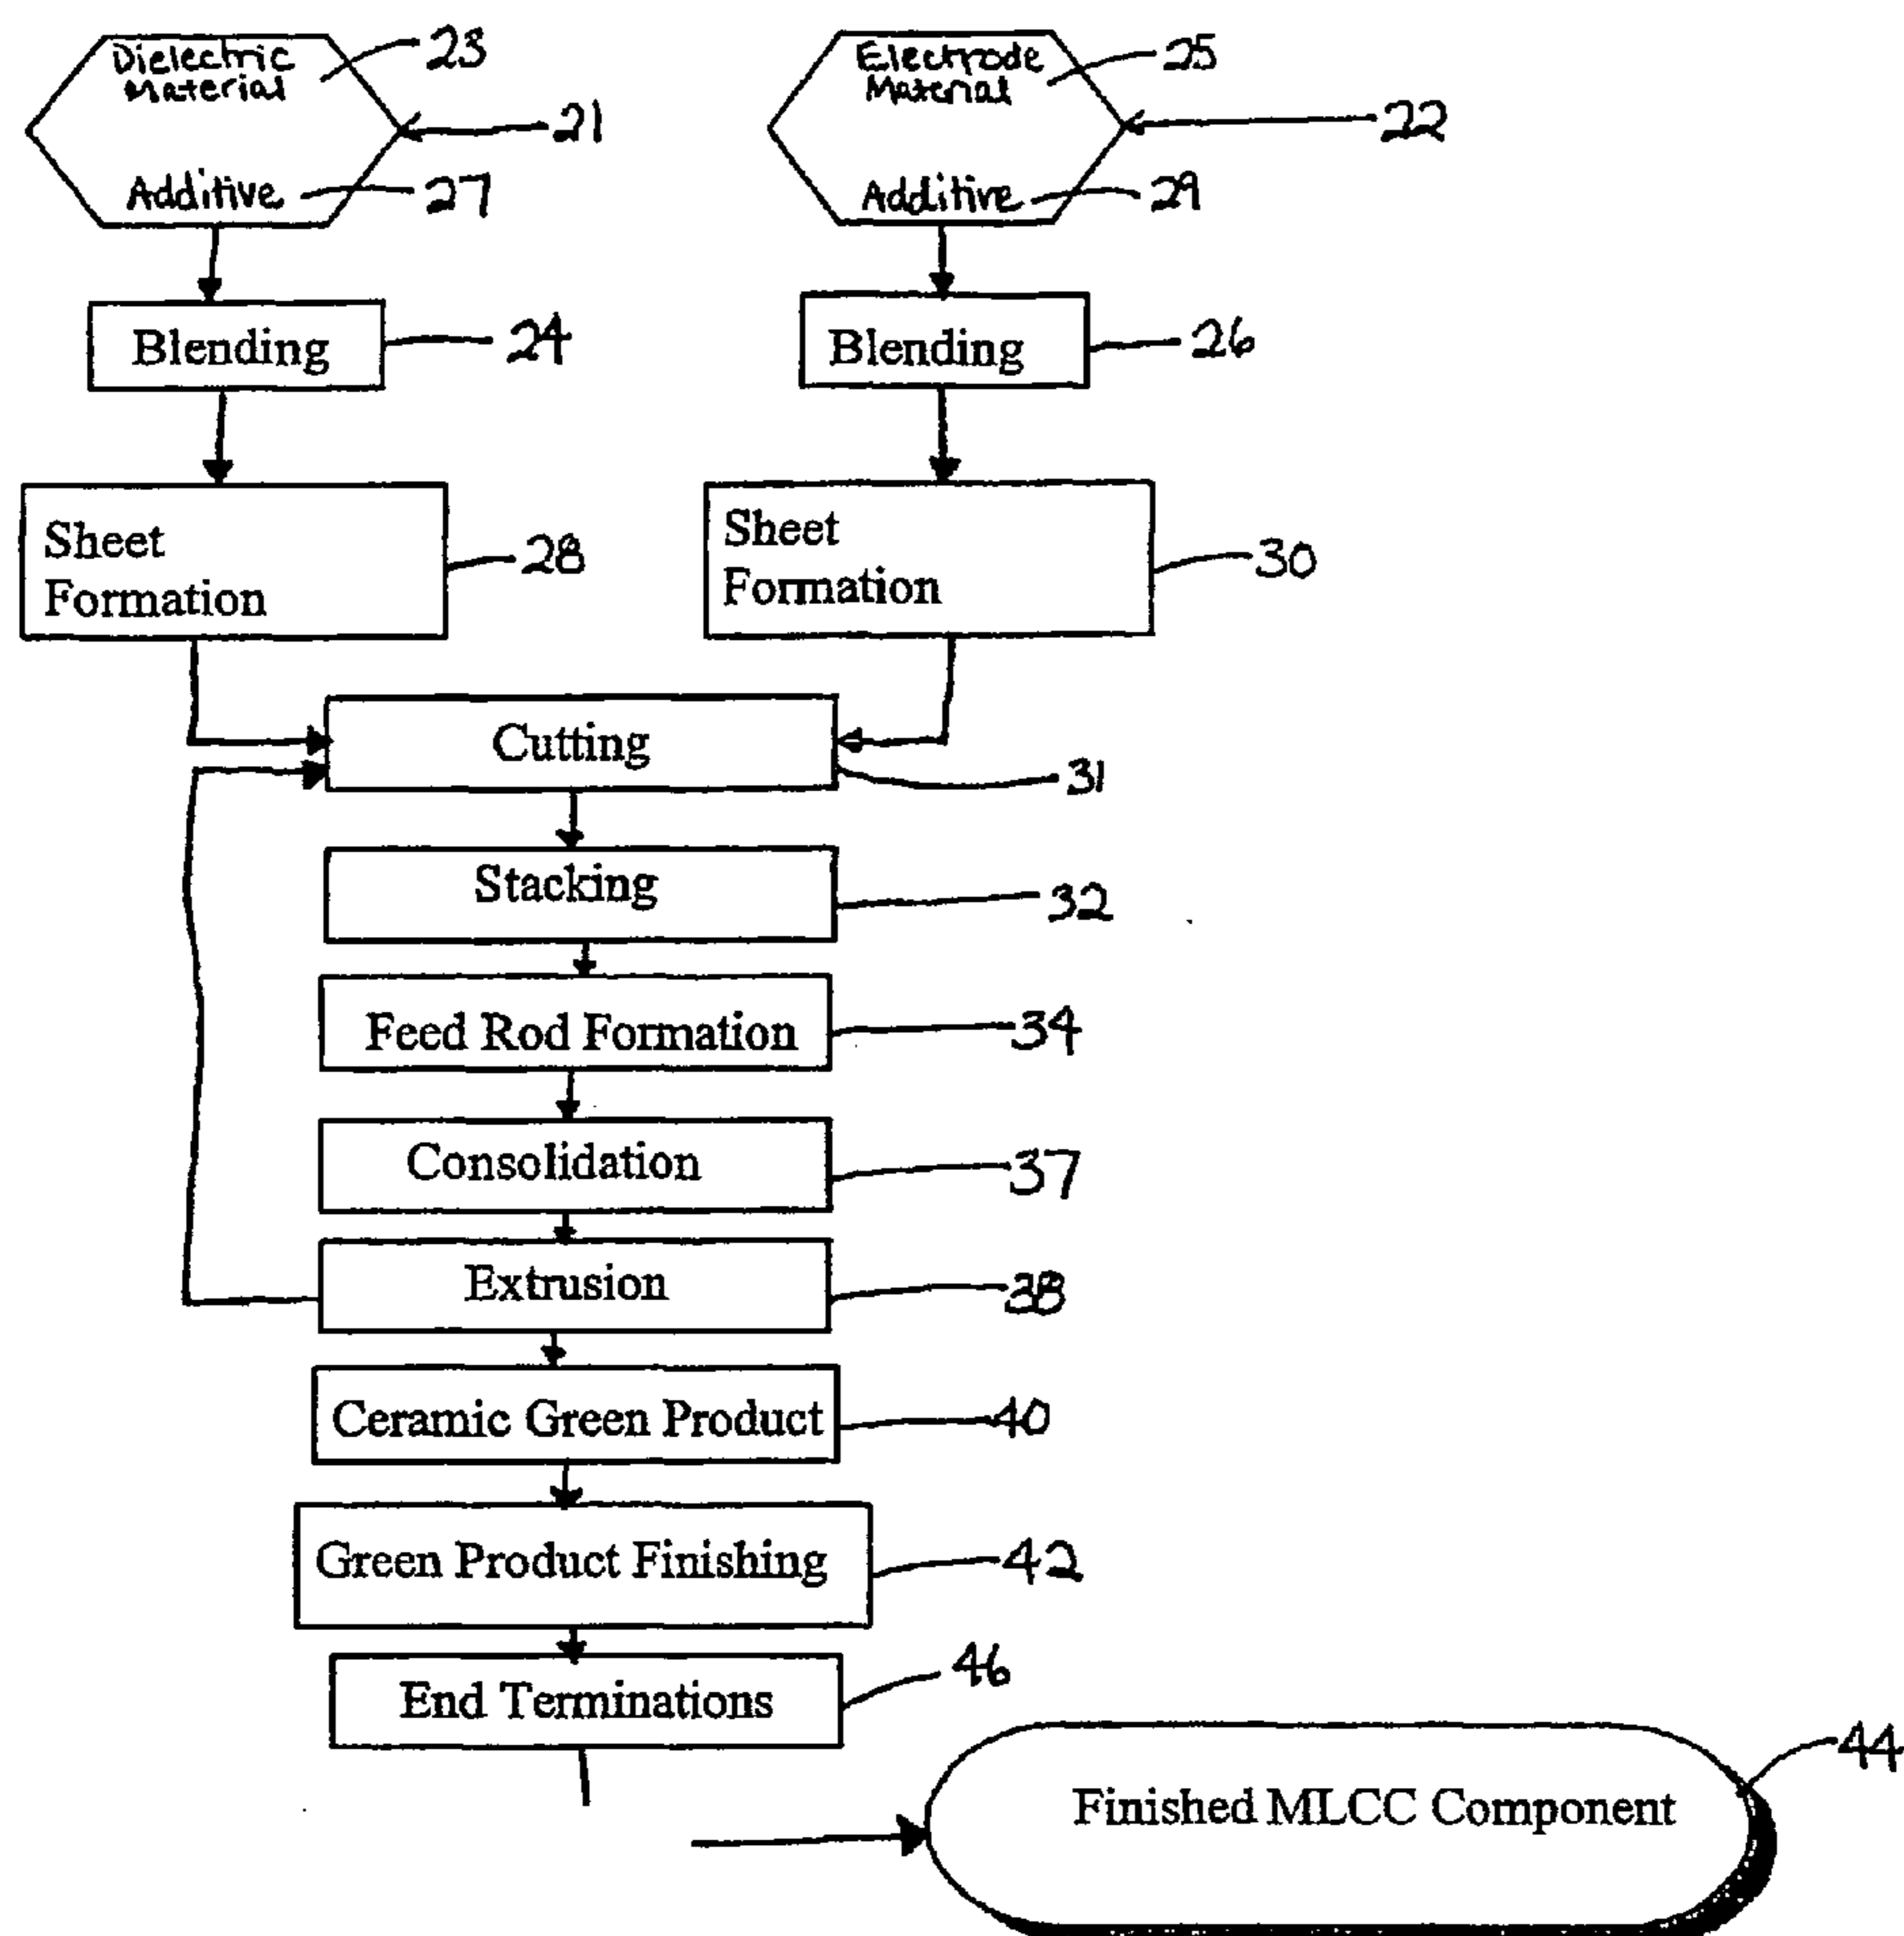 Dielectric
Material
23
21
Additive
27
Electrode
Material
25
22
Additive
29
Blending
24
Blending
26
Sheet
Formation
28
Sheet
Formation
30
Cutting
31
Stacking
32
Feed Rod Formation
34
Consolidation
37
Extrusion
38
Ceramic Green Product
40
Green Product Finishing
42
End Terminations
46
Finished MLCC Component
44